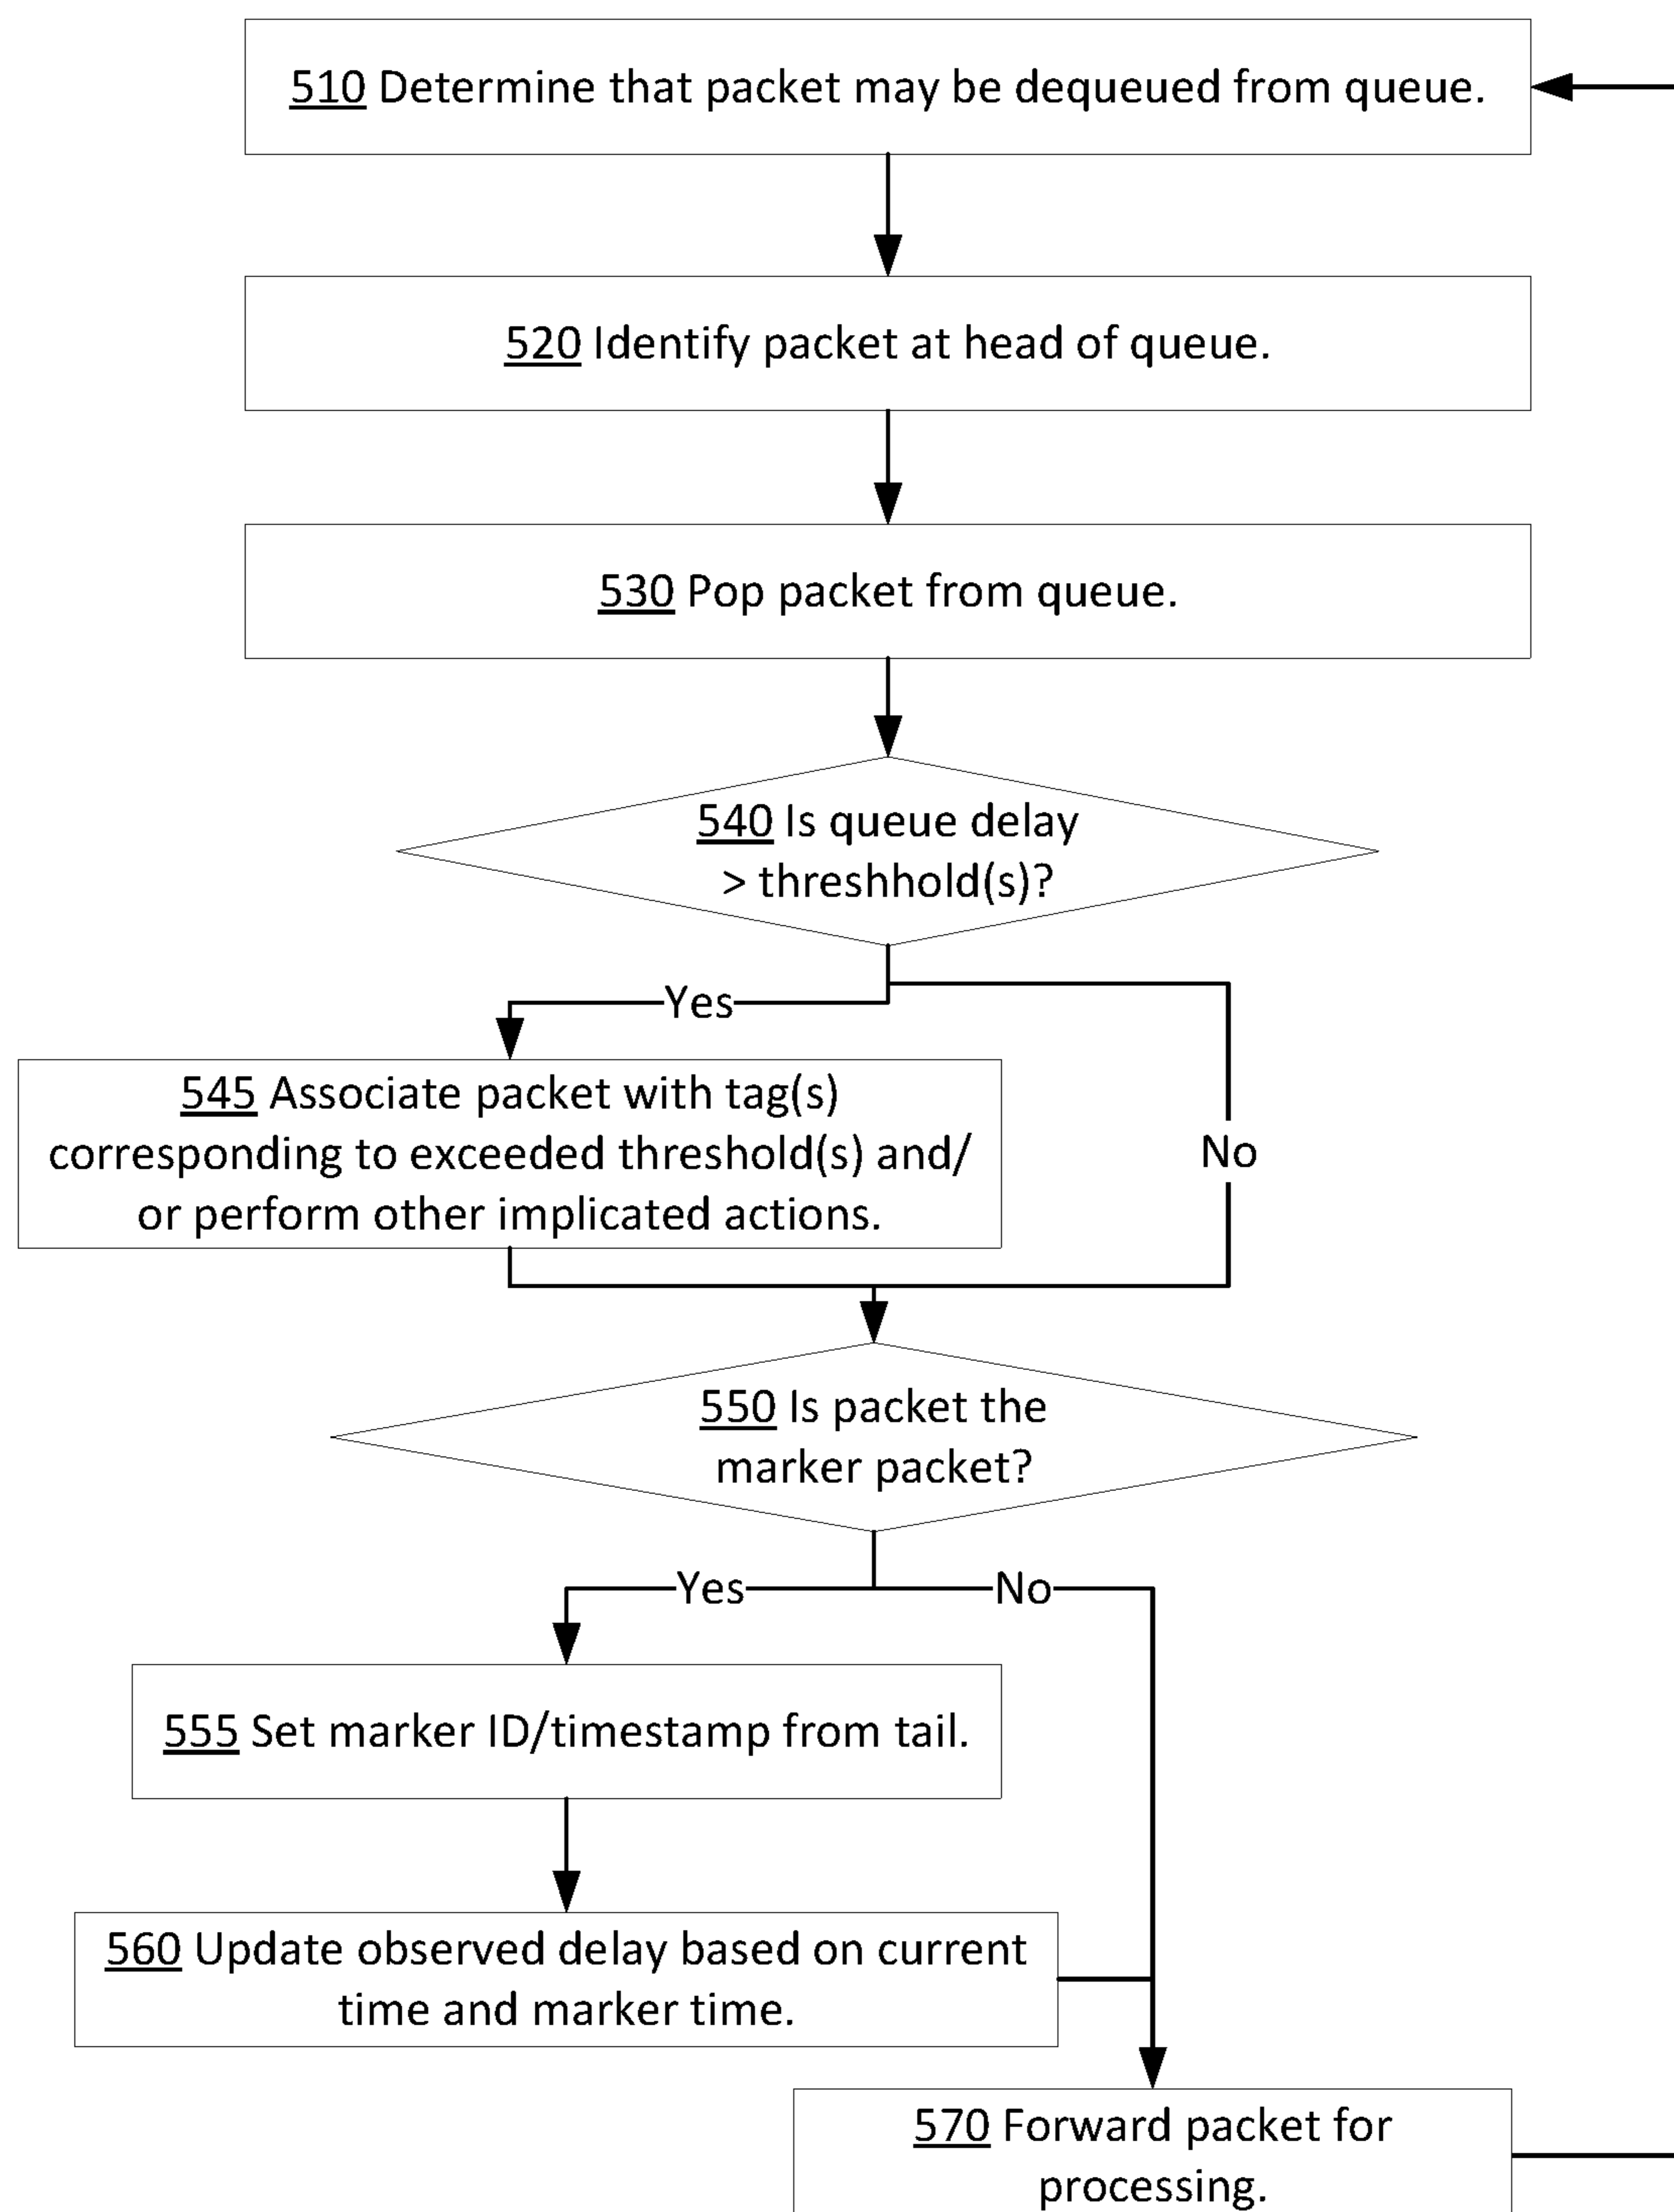 510 Determine that packet may be dequeued from queue.
520 Identify packet at head of queue.
530 Pop packet from queue.
540 Is queue delay
> threshhold(s)?
Yes
545 Associate packet with tag(s)
corresponding to exceeded threshold(s) and/
or perform other implicated actions.
No
550 Is packet the
marker packet?
Yes
No
555 Set marker ID/timestamp from tail.
560 Update observed delay based on current
time and marker time.
570 Forward packet for
processing.